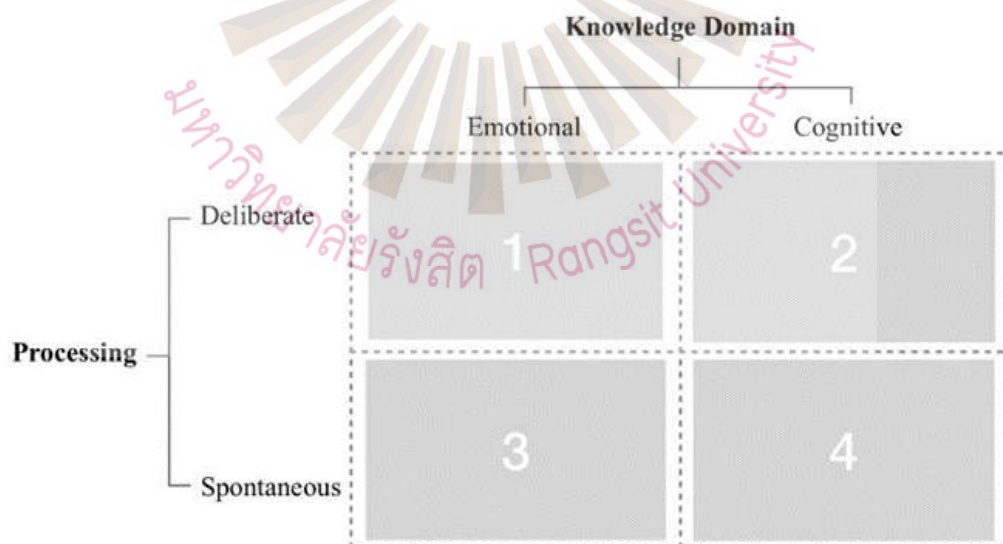 Knowledge Domain
Emotional
Cognitive
Deliberate
1
2
Processing
3
4
Spontaneous
มหาวิทยาลัยรังสิต Rangsit University